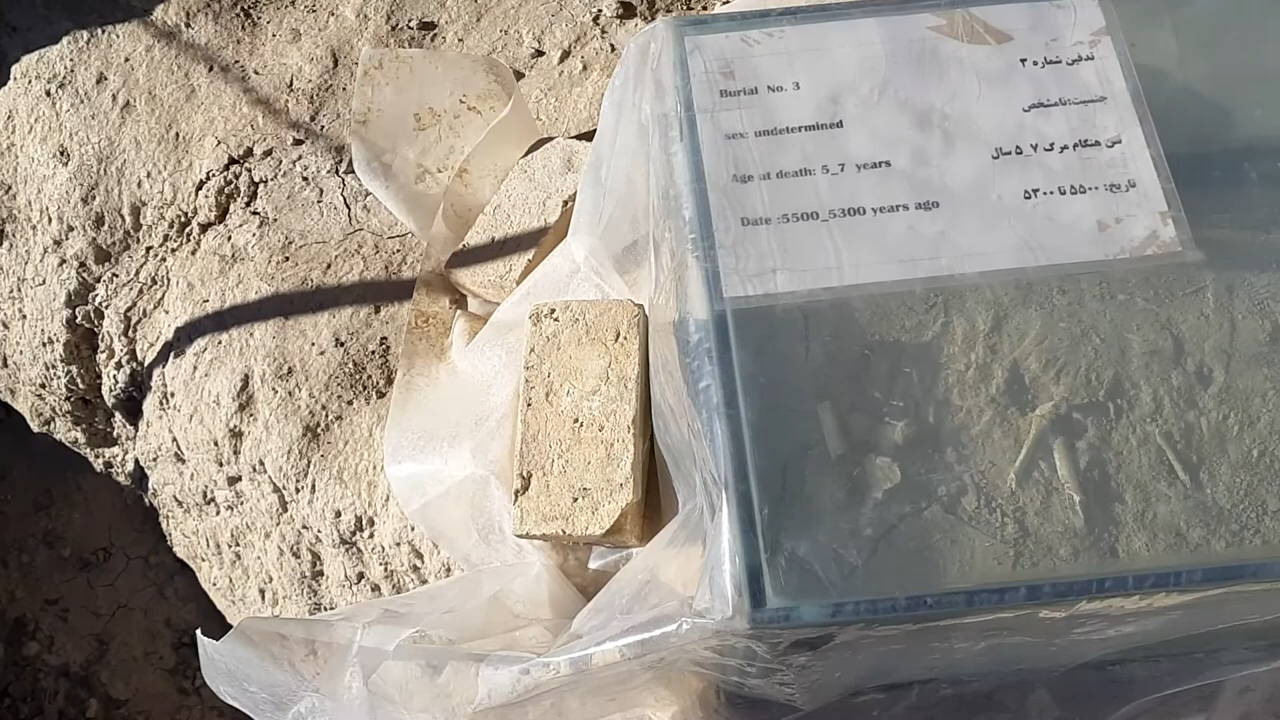 Burial No. 3
sex: undetermined
Age at death: 5_7 years
Date :5500_5300 years ago
تدفین شماره ۳
جنسیت:نامشخص
سن هنگام مرگ ۷_۵ سال
تاریخ: ۵۵۰۰ تا ۵۳۰۰